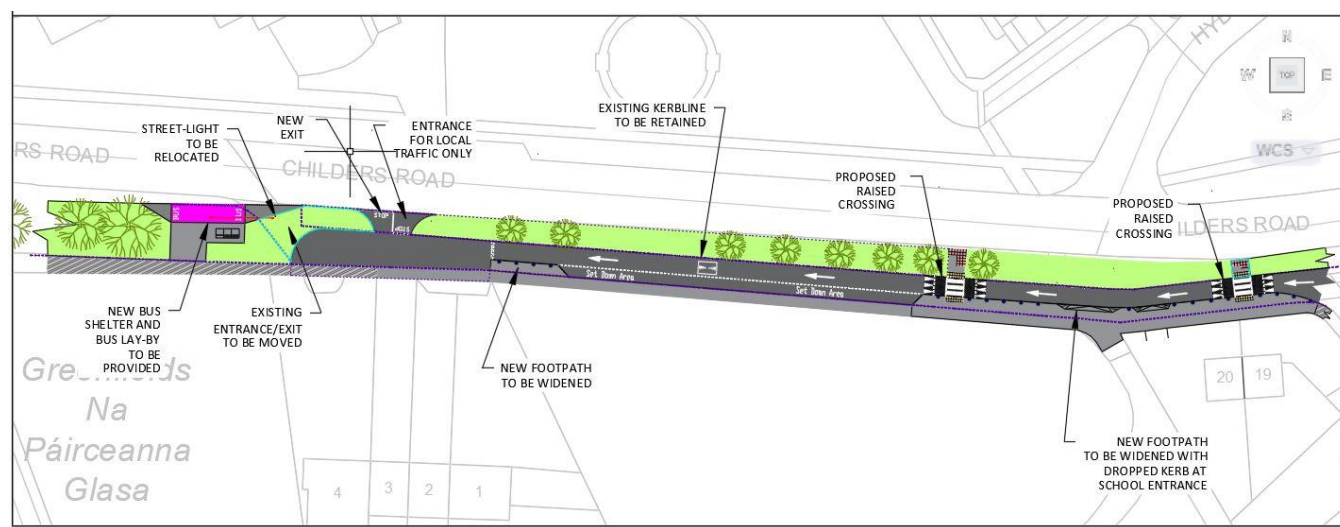 N
W
TOP
E
S
WCS
HYD
EXISTING KERBLINE
TO BE RETAINED
NEW
EXIT
STREET-LIGHT
TO BE
RELOCATED
ENTRANCE
FOR LOCAL
TRAFFIC ONLY
RS ROAD
CHILDERS ROAD
PROPOSED
RAISED
CROSSING
PROPOSED
RAISED
CROSSING
ILDERS ROAD
BUS
BUS
STOP
Set Down Area
Set Down Area
NEW BUS
SHELTER AND
BUS LAY-BY
TO BE
PROVIDED
EXISTING
ENTRANCE/EXIT
TO BE MOVED
NEW FOOTPATH
TO BE WIDENED
Greenfields
Na
Páirceanna
Glasa
20
19
NEW FOOTPATH
TO BE WIDENED WITH
DROPPED KERB AT
SCHOOL ENTRANCE
4
3
2
1